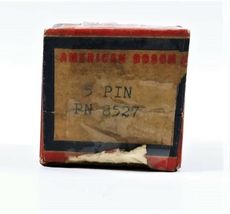 AMERICAN BOSCH
5 PIN
PN 8527